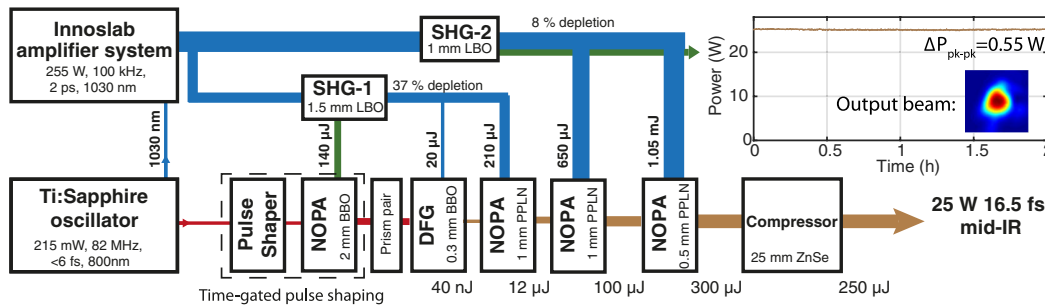 Innoslab
amplifier system
255 W, 100 kHz,
2 ps, 1030 nm
SHG-2
1 mm LBO
8 % depletion
SHG-1
1.5 mm LBO
37 % depletion
1030 nm
140 µJ
20 µJ
210 µJ
650 µJ
1.05 mJ
Ti:Sapphire
oscillator
215 mW, 82 MHz,
<6 fs, 800nm
Pulse
Shaper
NOPA
2 mm BBO
Prism pair
DFG
0.3 mm BBO
NOPA
1 mm PPLN
NOPA
1 mm PPLN
NOPA
0.5 mm PPLN
Compressor
25 mm ZnSe
25 W 16.5 fs
mid-IR
Time-gated pulse shaping
40 nJ
12 µJ
100 µJ
300 µJ
250 µJ
Power (W)
20
10
0
ΔPpk-pk=0.55 W
Output beam:
0
0.5
1
1.5
2
Time (h)